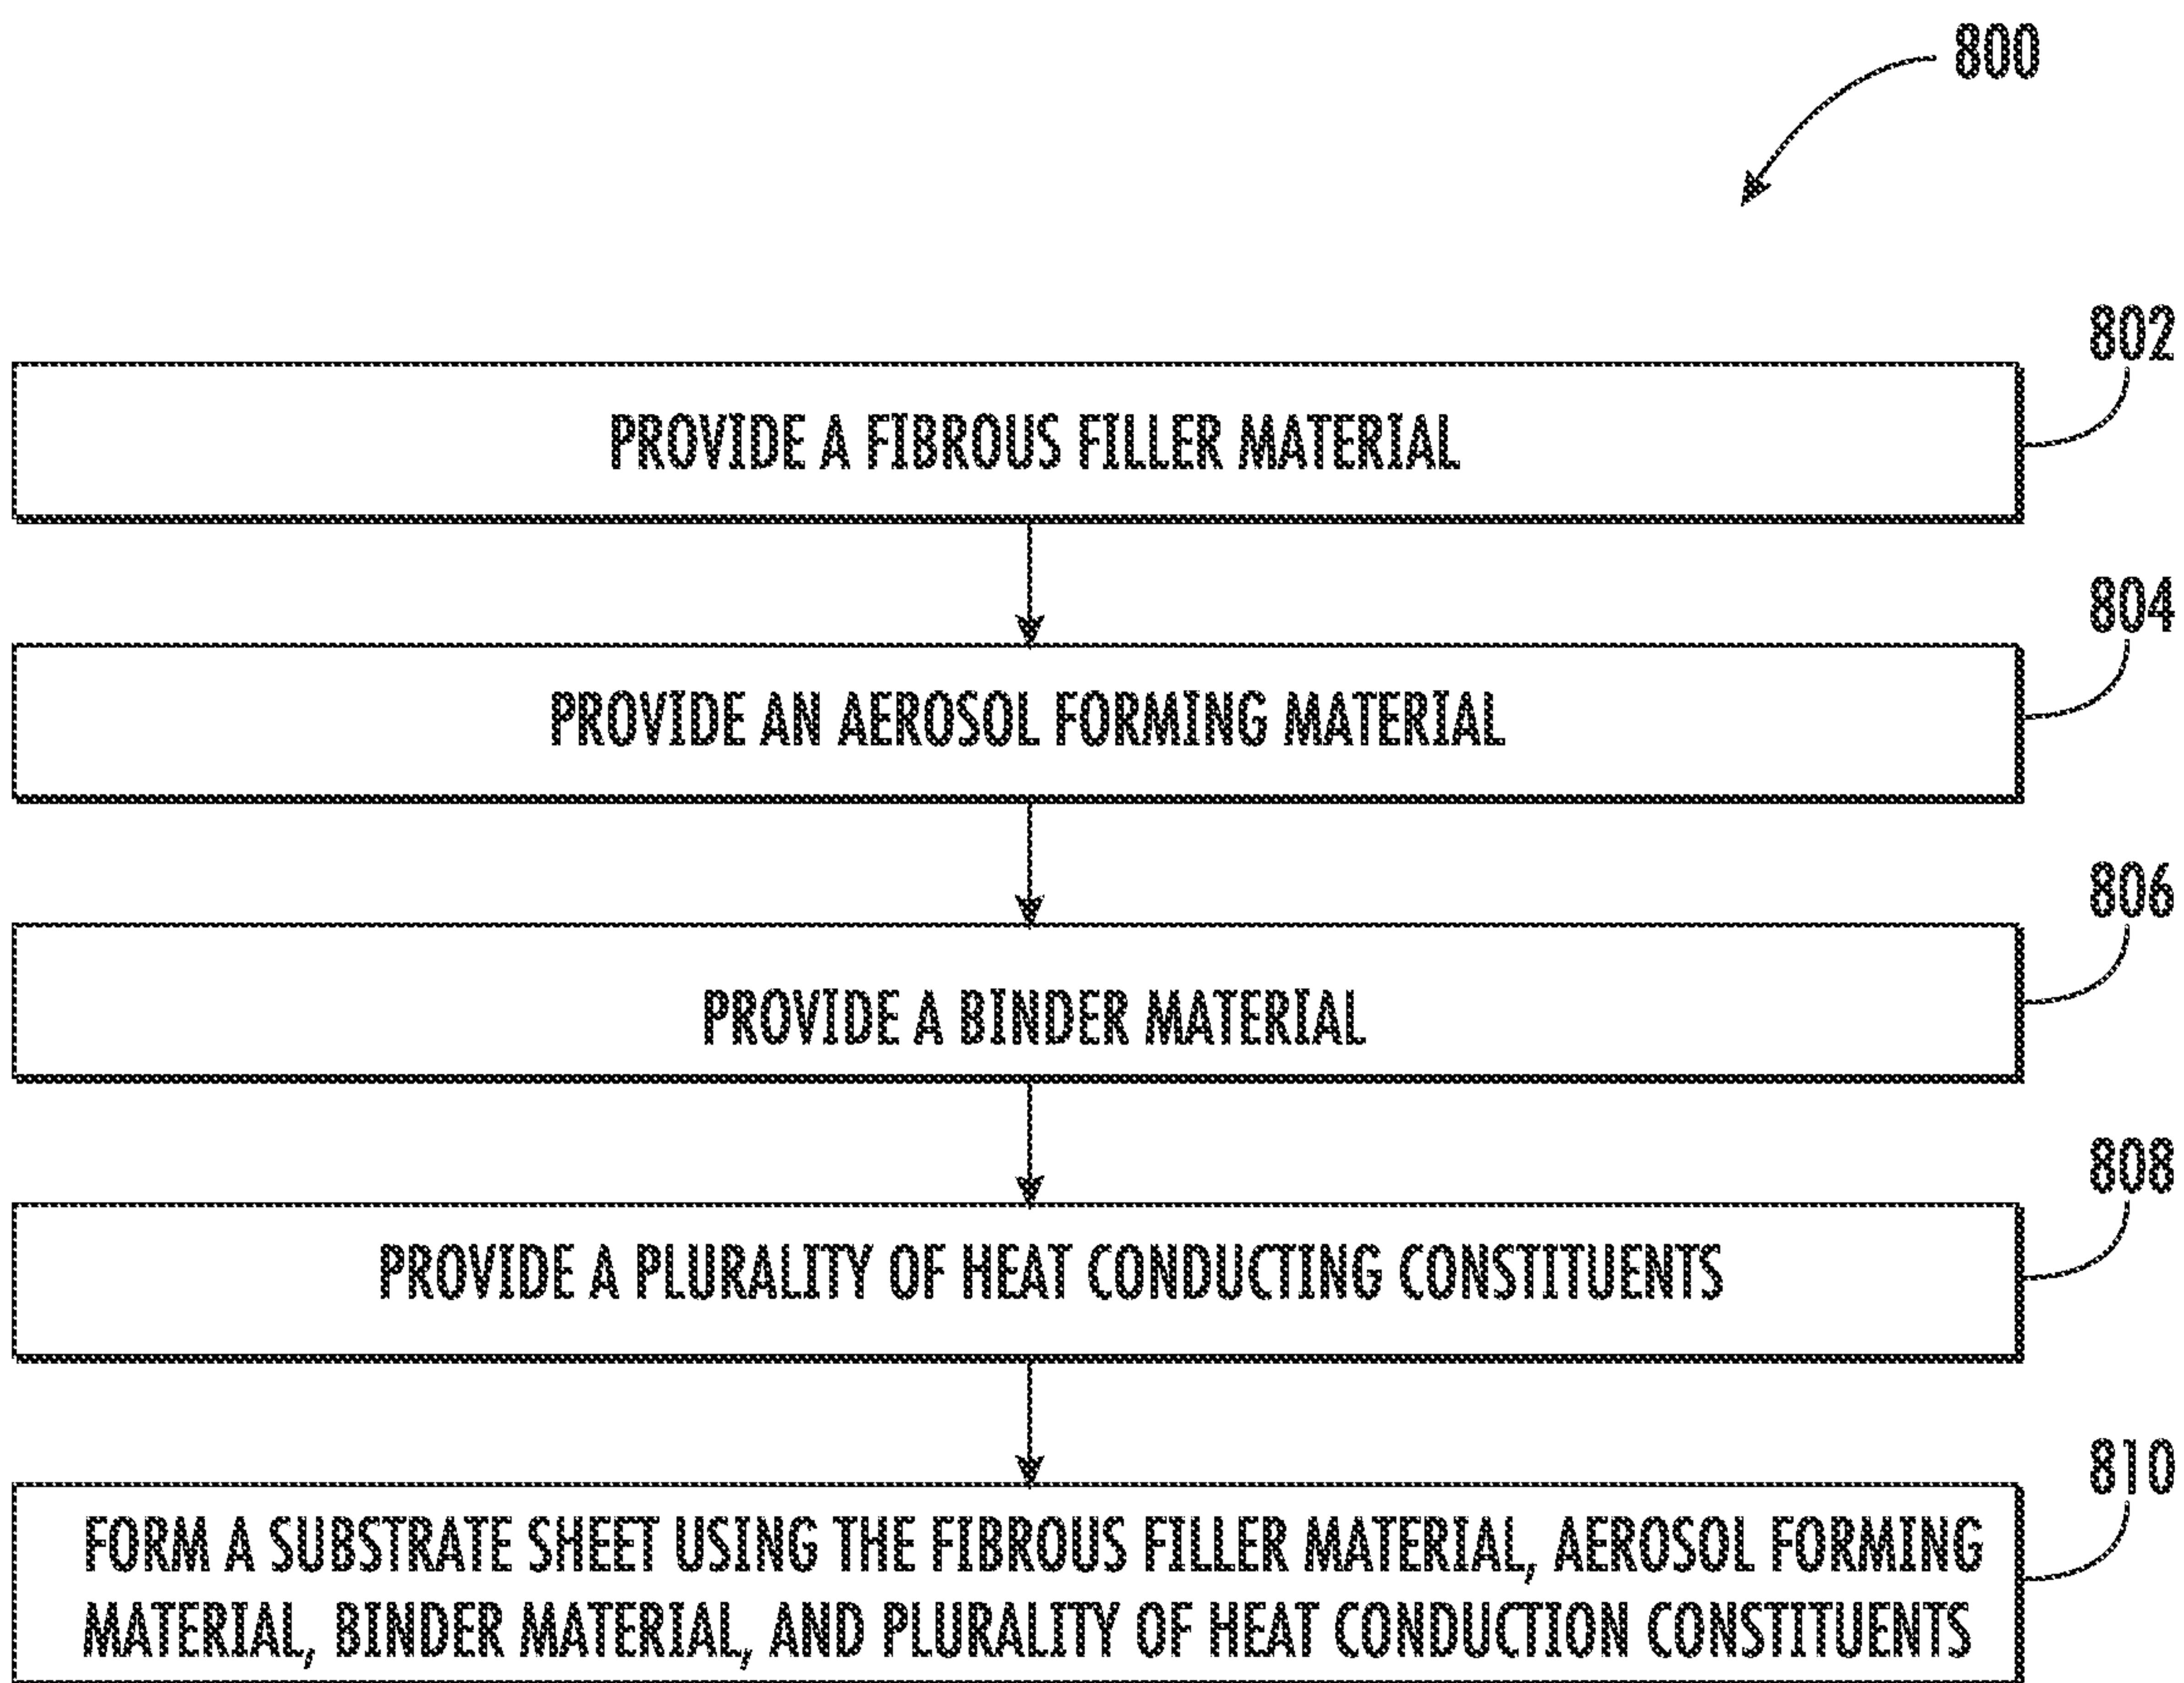 800
802
PROVIDE A FIBROUS FILLER MATERIAL
804
PROVIDE AN AEROSOL FORMING MATERIAL
806
PROVIDE A BINDER MATERIAL
808
PROVIDE A PLURALITY OF HEAT CONDUCTING CONSTITUENTS
810
FORM A SUBSTRATE SHEET USING THE FIBROUS FILLER MATERIAL, AEROSOL FORMING
MATERIAL, BINDER MATERIAL, AND PLURALITY OF HEAT CONDUCTION CONSTITUENTS